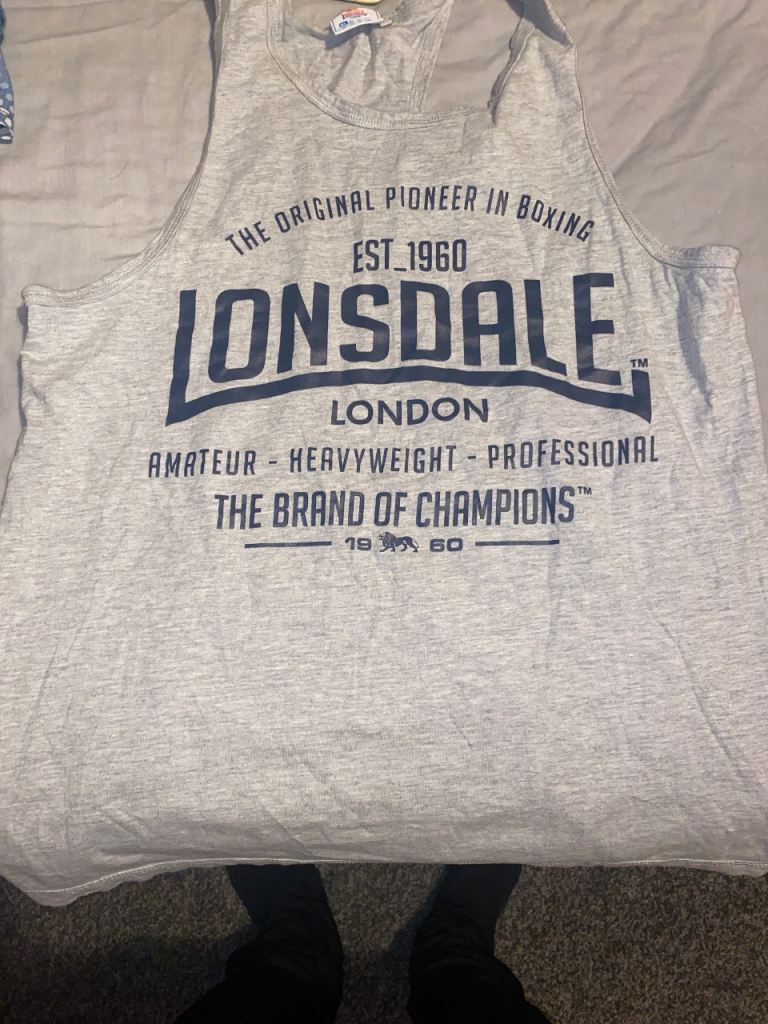 THE ORIGINAL PIONEER IN BOXING
EST_1960
LONSDALE™
LONDON
AMATEUR - HEAVYWEIGHT - PROFESSIONAL
THE BRAND OF CHAMPIONS™
19 60